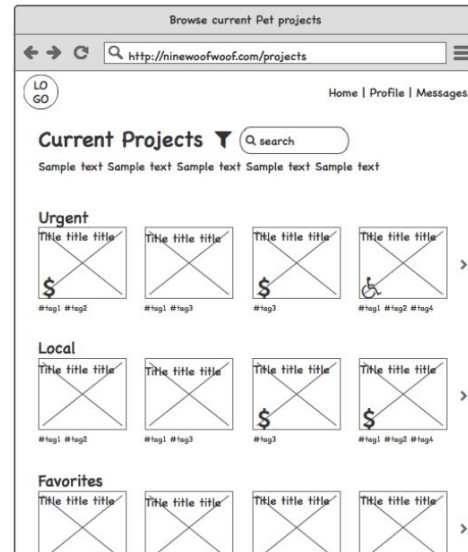 Browse current Pet projects
http://ninewoofwoof.com/projects
LO
GO
Home | Profile | Messages
Current Projects
search
Sample text Sample text Sample text Sample text Sample text
Urgent
Title title title Title title title Title title title Title title title
$ $
#tag1 #tag2 #tag1 #tag3 #tag3 #tag1 #tag2 #tag4
Local
Title title title Title title title Title title title Title title title
$ $
#tag1 #tag2 #tag1 #tag3 #tag3 #tag1 #tag2 #tag4
Favorites
Title title title Title title title Title title title Title title title